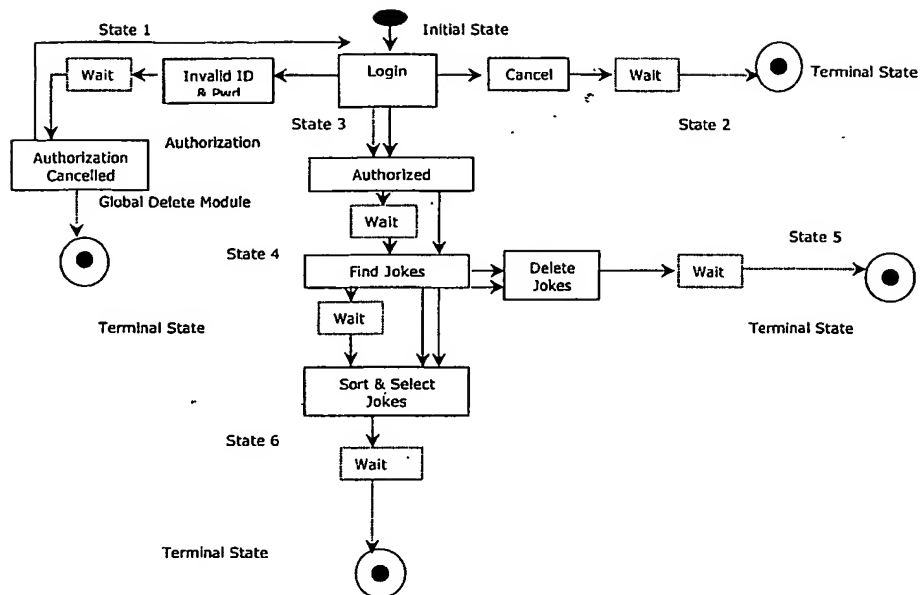 State 1
Initial State
Wait
Invalid ID
& Pwd
Login
Cancel
Wait
Terminal State
State 3
State 2
Authorization
Authorization
Cancelled
Authorized
Global Delete Module
Wait
State 4
Find Jokes
Delete
Jokes
Wait
State 5
Terminal State
Wait
Terminal State
Sort & Select
Jokes
State 6
Wait
Terminal State